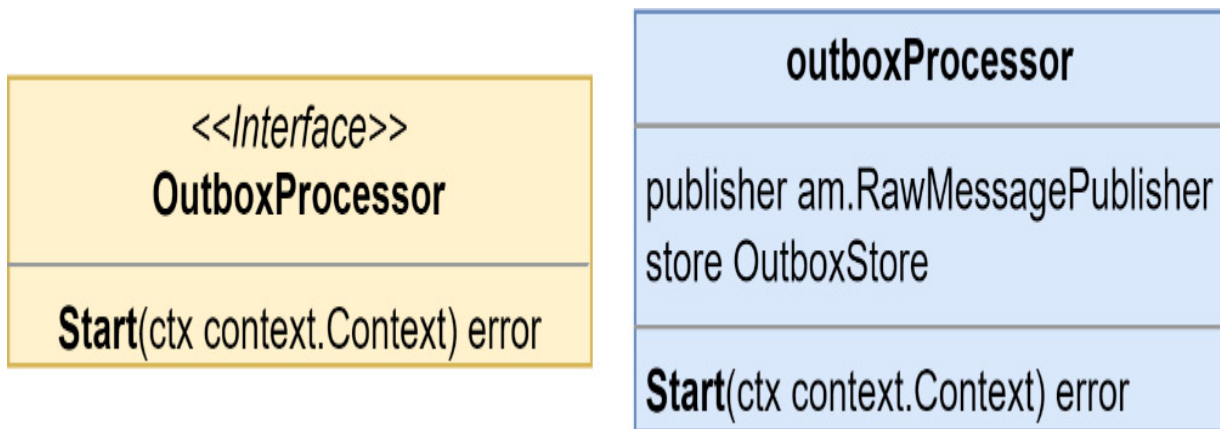 <<Interface>>
OutboxProcessor
Start(ctx context.Context) error
outboxProcessor
publisher am.RawMessagePublisher
store OutboxStore
Start(ctx context.Context) error